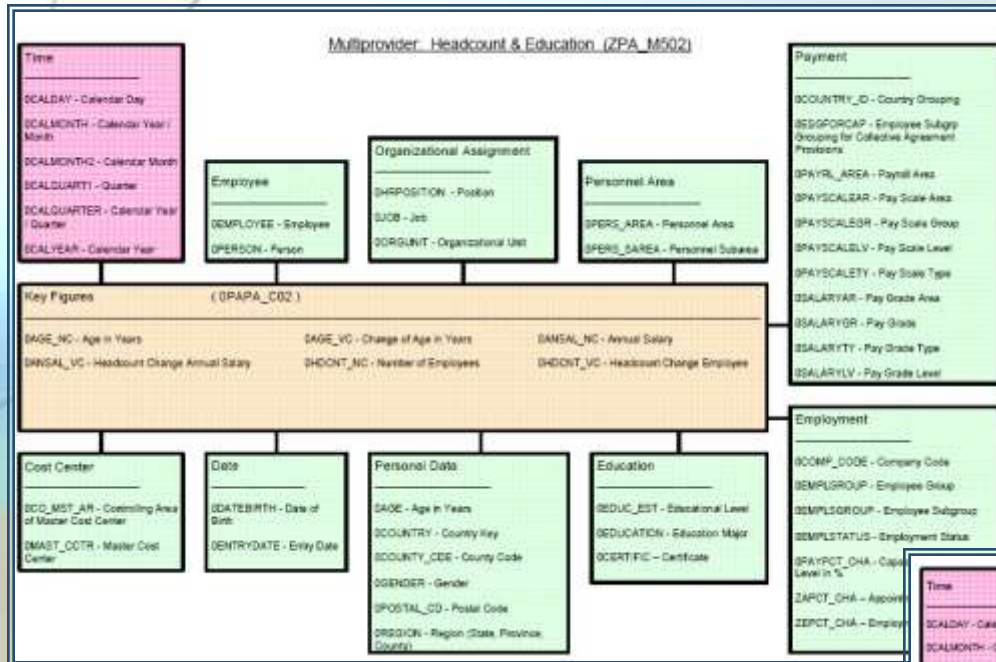 Multiprovider: Headcount & Education (ZPA_M502)
Time
0CALDAY - Calendar Day
0CALMONTH - Calendar Year /
Month
0CALMONTH2 - Calendar Month
0CALQUART1 - Quarter
0CALQUARTER - Calendar Year
/ Quarter
0CALYEAR - Calendar Year
Employee
0EMPLOYEE - Employee
0PERSON - Person
Organizational Assignment
0HRPOSITION - Position
0JOB - Job
0ORGUNIT - Organizational Unit
Personnel Area
0PERS_AREA - Personnel Area
0PERS_SAREA - Personnel Subarea
Payment
0COUNTRY_ID - Country Grouping
0ESGFORCAP - Employee Subgrp
Grouping for Collective Agreement
Provisions
0PAYRL_AREA - Payroll Area
0PAYSCALEAR - Pay Scale Area
0PAYSCALEGR - Pay Scale Group
0PAYSCALELV - Pay Scale Level
0PAYSCALETY - Pay Scale Type
0SALARYAR - Pay Grade Area
0SALARYGR - Pay Grade
0SALARYTY - Pay Grade Type
0SALARYLV - Pay Grade Level
Key Figures (0PAPA_C02)
0AGE_NC - Age in Years 0AGE_VC - Change of Age in Years 0ANSAL_NC - Annual Salary
0ANSAL_VC - Headcount Change Annual Salary 0HDCNT_NC - Number of Employees 0HDCNT_VC - Headcount Change Employee
Cost Center
0CO_MST_AR - Controlling Area
of Master Cost Center
0MAST_CCTR - Master Cost
Center
Date
0DATEBIRTH - Date of
Birth
0ENTRYDATE - Entry Date
Personal Data
0AGE - Age in Years
0COUNTRY - Country Key
0COUNTY_CDE - County Code
0GENDER - Gender
0POSTAL_CD - Postal Code
0REGION - Region (State, Province,
County)
Education
0EDUC_EST - Educational Level
0EDUCATION - Education Major
0CERTIFIC - Certificate
Employment
0COMP_CODE - Company Code
0EMPLGROUP - Employee Group
0EMPLSGROUP - Employee Subgroup
0EMPLSTATUS - Employment Status
0PAYPCT_CHA - Capa
Level in %
ZAPCT_CHA - Appoint
ZEPCT_CHA - Employ
Time
0CALDAY - Cale
0CALMONTH - C